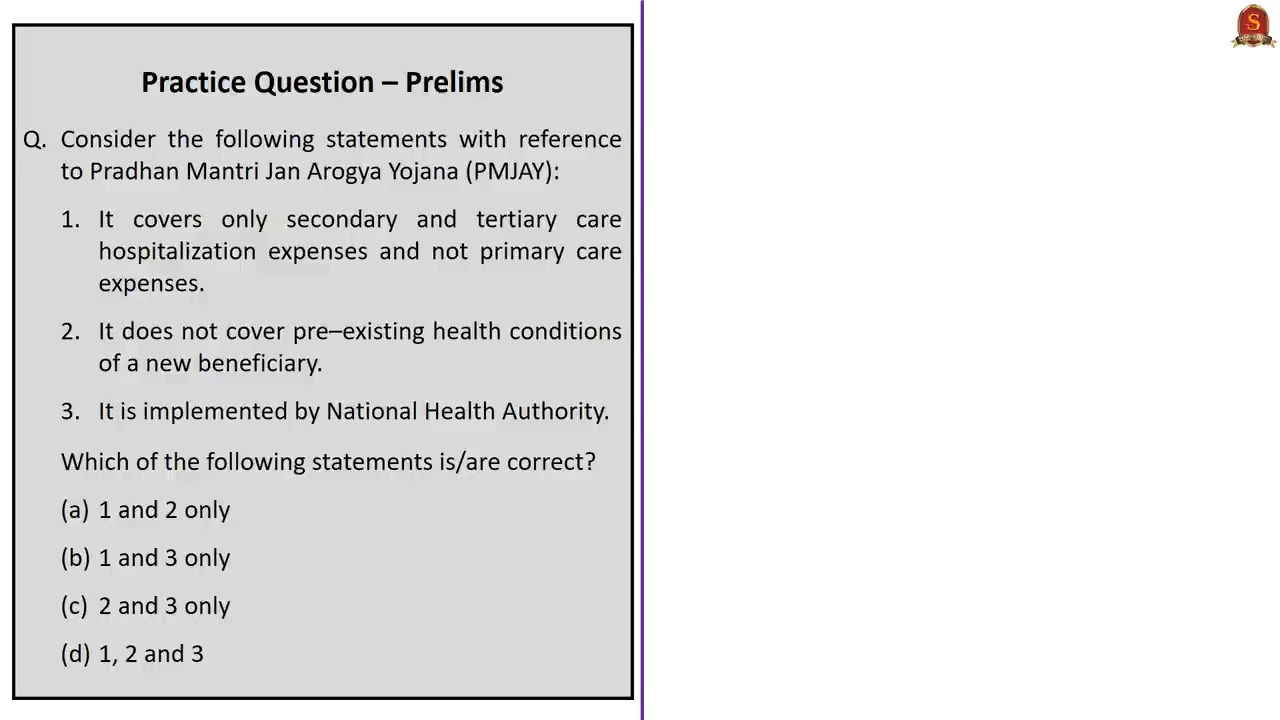 Practice Question – Prelims
Q. Consider the following statements with reference
to Pradhan Mantri Jan Arogya Yojana (PMJAY):
1. It covers only secondary and tertiary care
hospitalization expenses and not primary care
expenses.
2. It does not cover pre–existing health conditions
of a new beneficiary.
3. It is implemented by National Health Authority.
Which of the following statements is/are correct?
(a) 1 and 2 only
(b) 1 and 3 only
(c) 2 and 3 only
(d) 1, 2 and 3
S